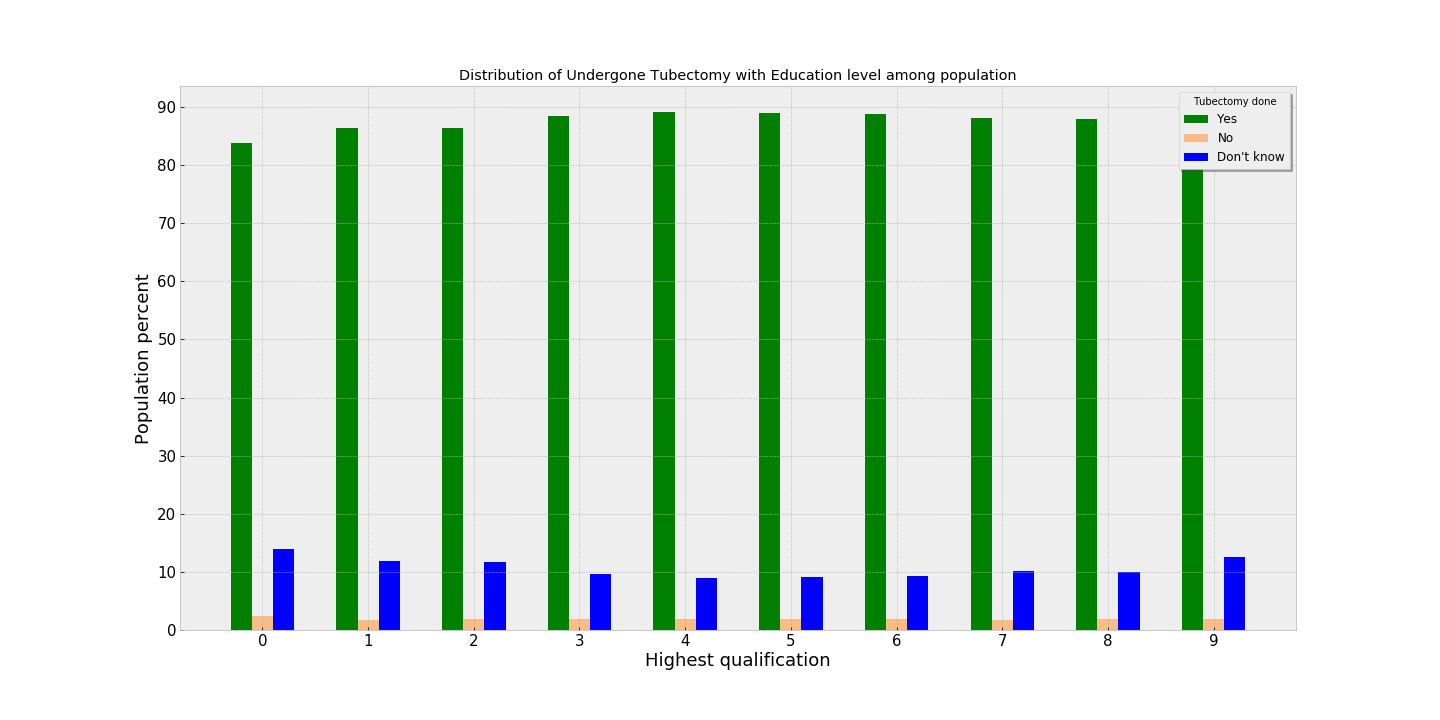 Distribution of Undergone Tubectomy with Education level among population
Tubectomy done
Yes
No
Don't know
90
80
70
60
50
40
30
20
10
0
Population percent
0 1 2 3 4 5 6 7 8 9
Highest qualification